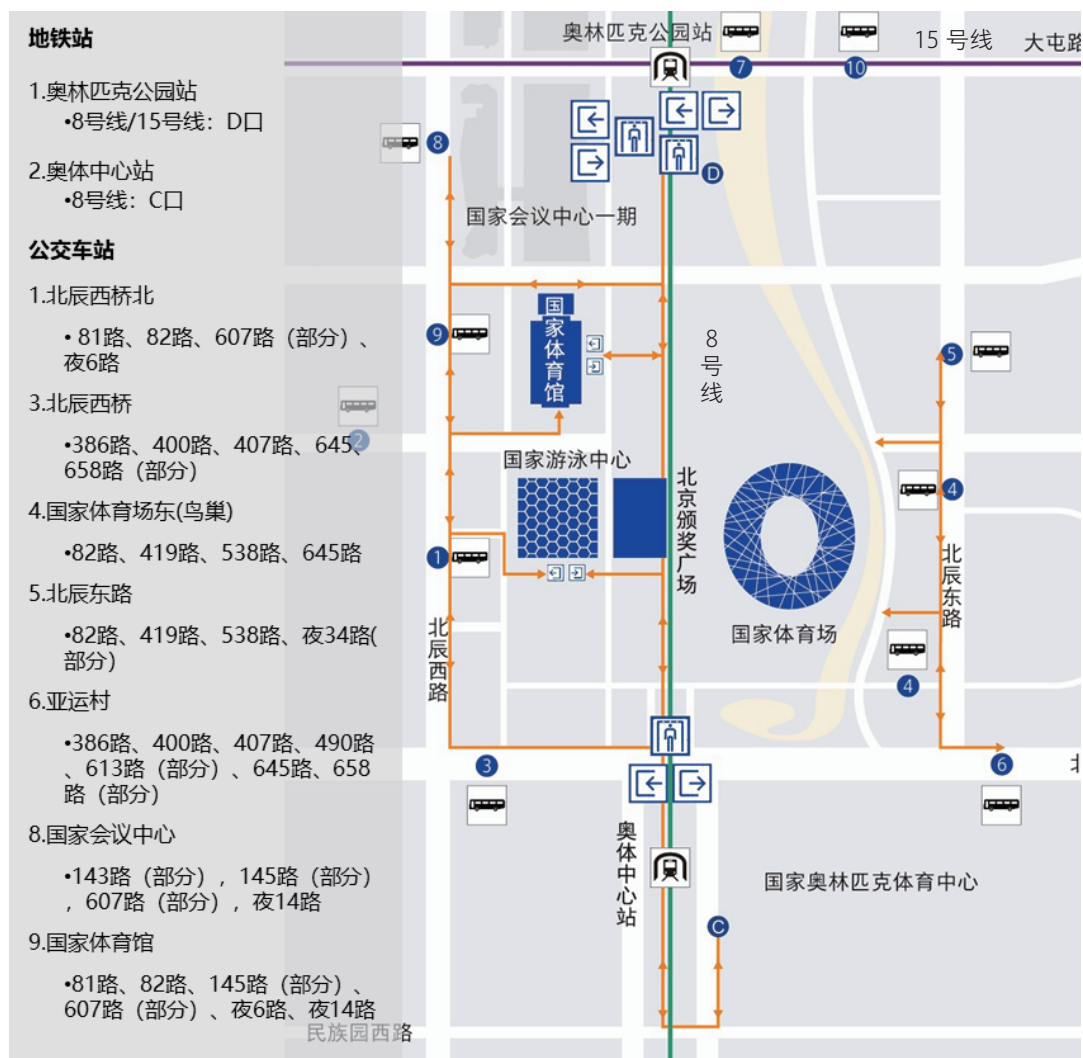 地铁站
1.奥林匹克公园站
•8号线/15号线：D口
2.奥体中心站
•8号线：C口
公交车站
1.北辰西桥北
• 81路、82路、607路（部分）、
夜6路
3.北辰西桥
•386路、400路、407路、645、
658路（部分）
4.国家体育场东(鸟巢)
•82路、419路、538路、645路
5.北辰东路
•82路、419路、538路、夜34路(
部分）
6.亚运村
•386路、400路、407路、490路
、613路（部分）、645路、658
路（部分）
8.国家会议中心
•143路（部分），145路（部分）
，607路（部分），夜14路
9.国家体育馆
•81路、82路、145路（部分）、
607路（部分）、夜6路、夜14路
民族园西路
奥林匹克公园站
7
10
15 号线
大屯路
8
D
国家会议中心一期
9
国家体育馆
8号线
5
2
国家游泳中心
北京颁奖广场
4
1
北辰西路
国家体育场
北辰东路
4
3
6
北
奥体中心站
国家奥林匹克体育中心
C